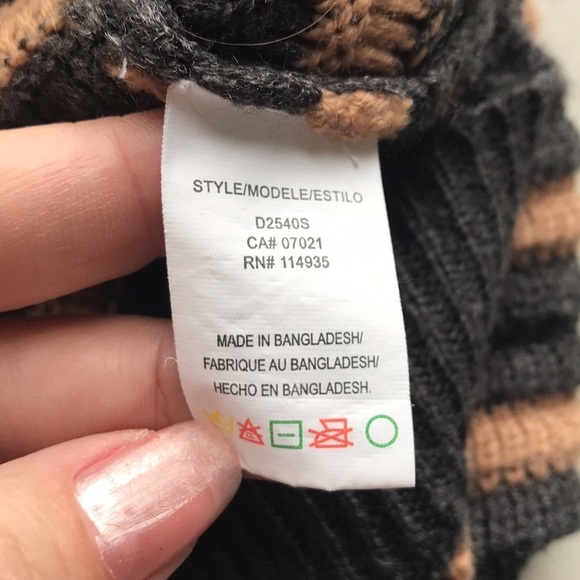 STYLE/MODELE/ESTILO
D2540S
CA# 07021
RN# 114935
MADE IN BANGLADESH/
FABRIQUE AU BANGLADESH/
HECHO EN BANGLADESH.